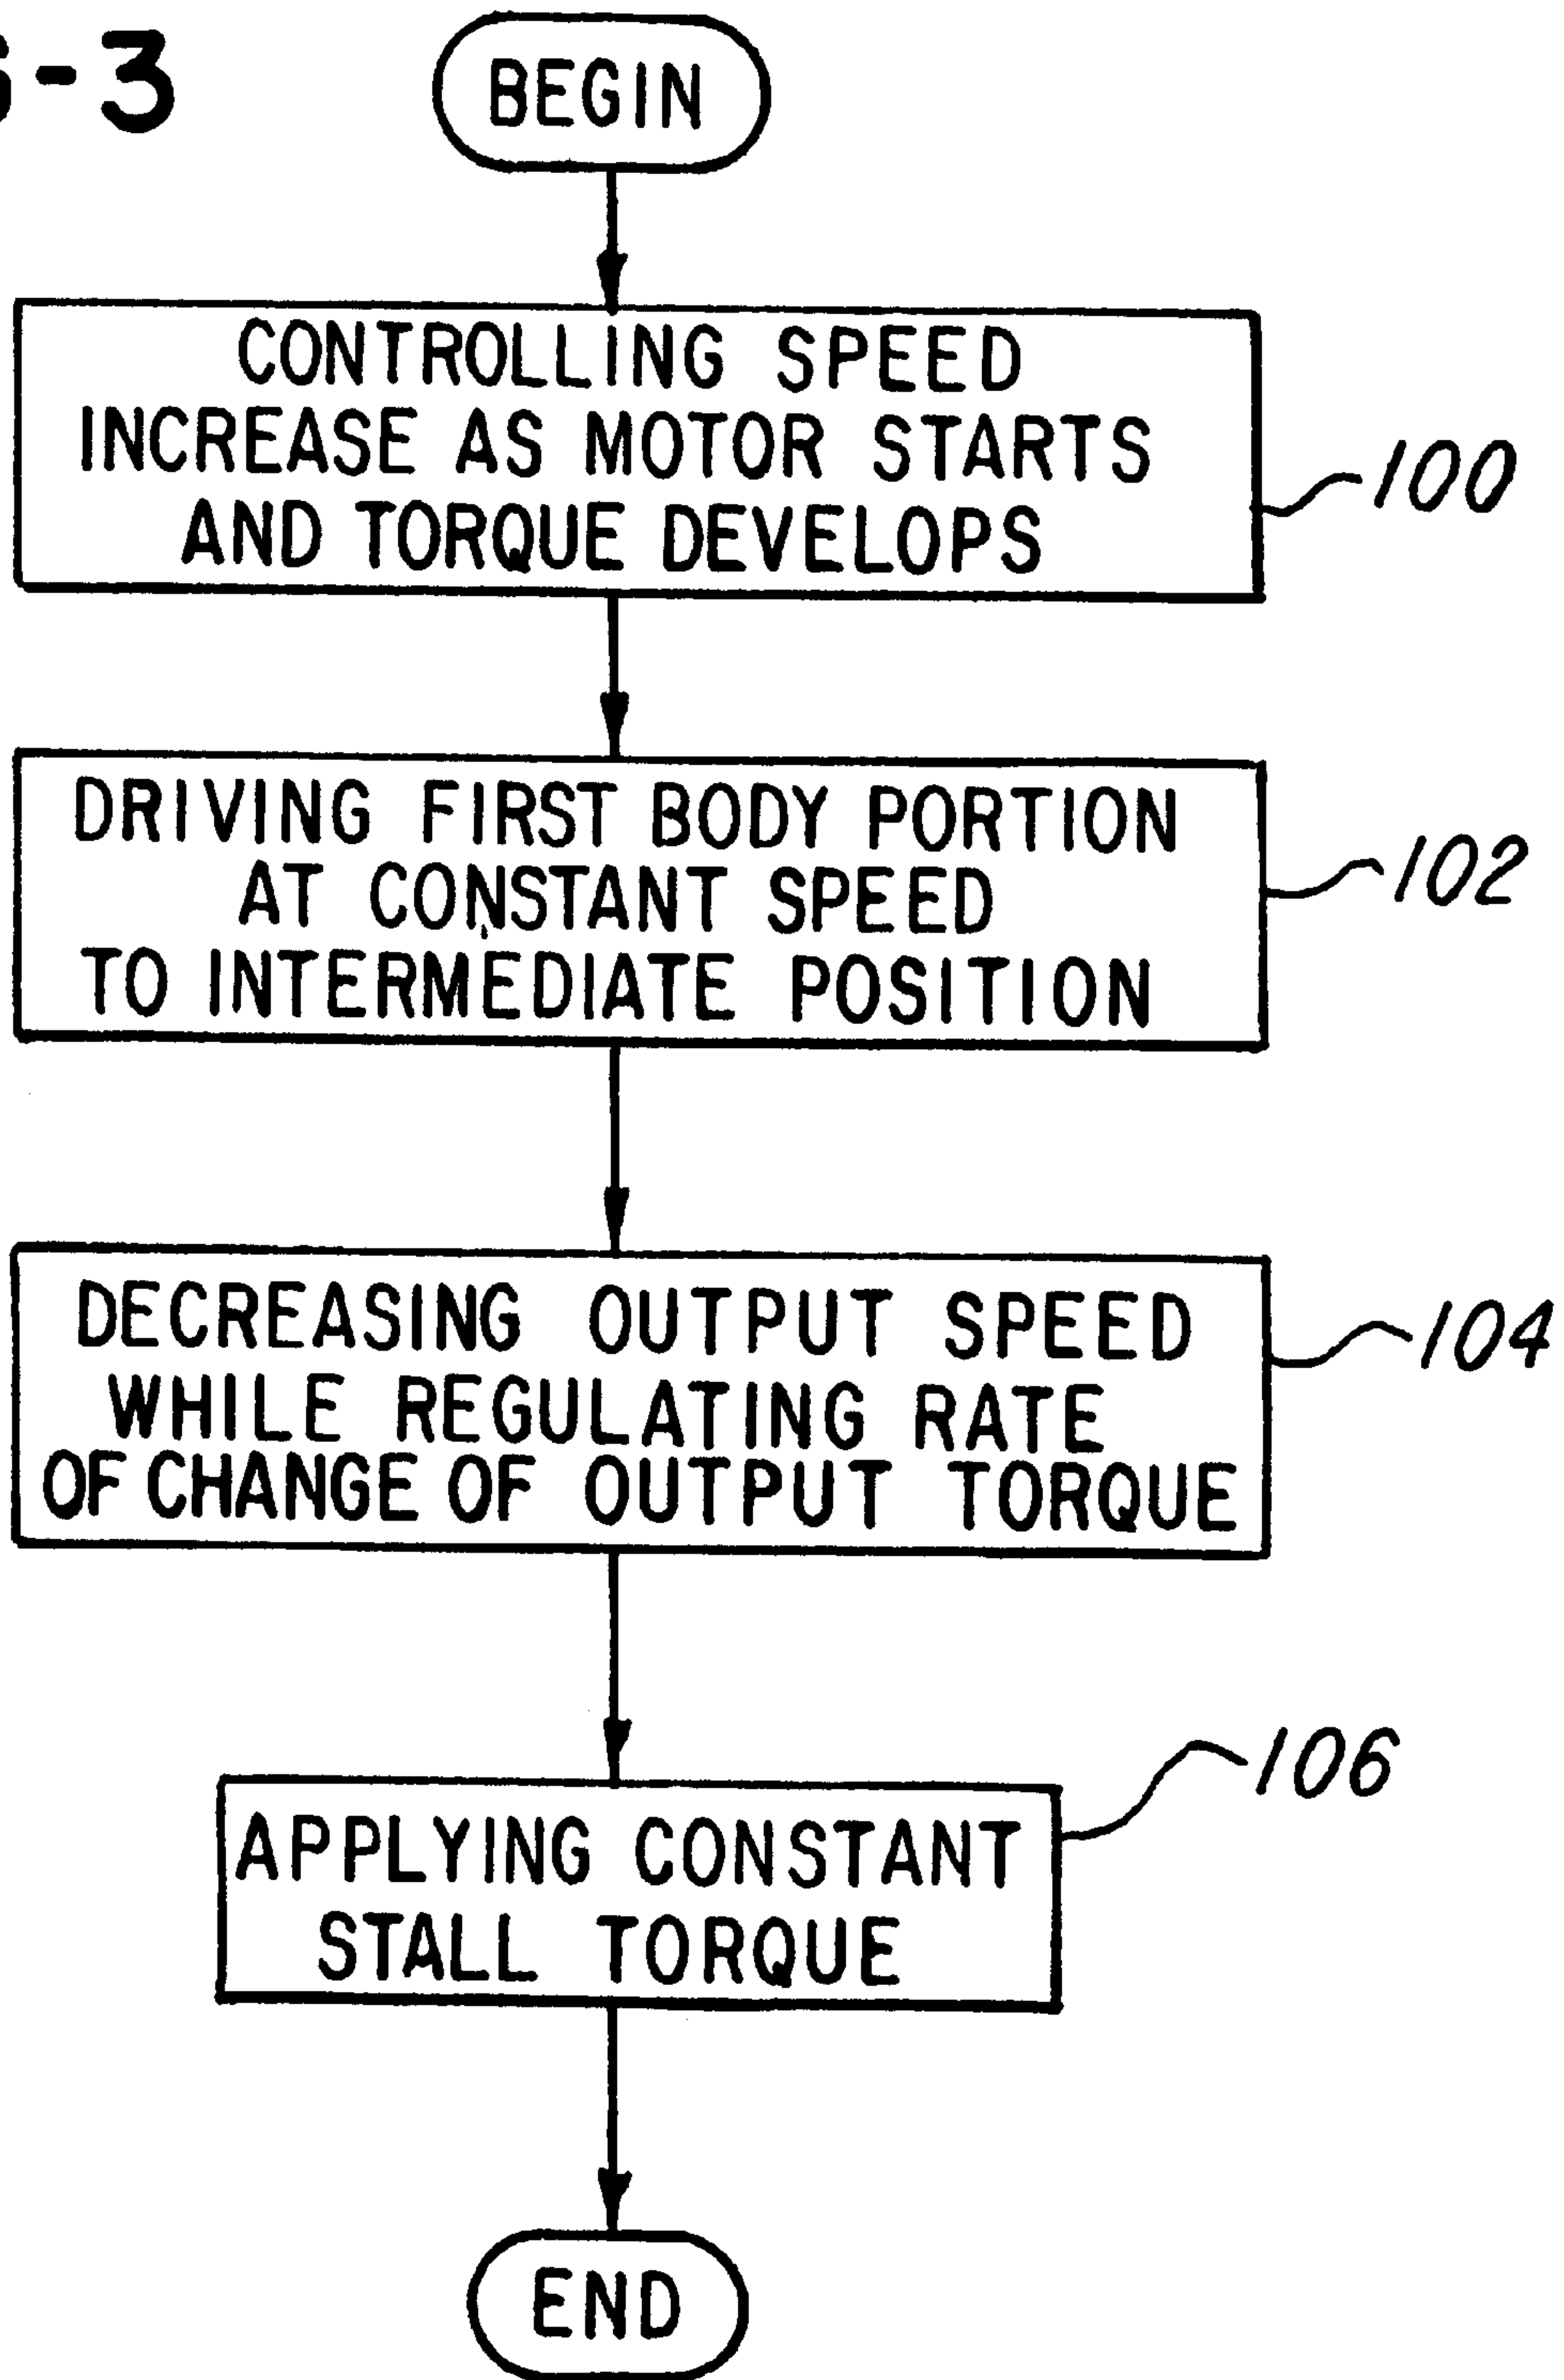 -3
BEGIN
CONTROLLING SPEED
INCREASE AS MOTOR STARTS
AND TORQUE DEVELOPS
100
DRIVING FIRST BODY PORTION
AT CONSTANT SPEED
TO INTERMEDIATE POSITION
102
DECREASING OUTPUT SPEED
WHILE REGULATING RATE
OF CHANGE OF OUTPUT TORQUE
104
APPLYING CONSTANT
STALL TORQUE
106
END